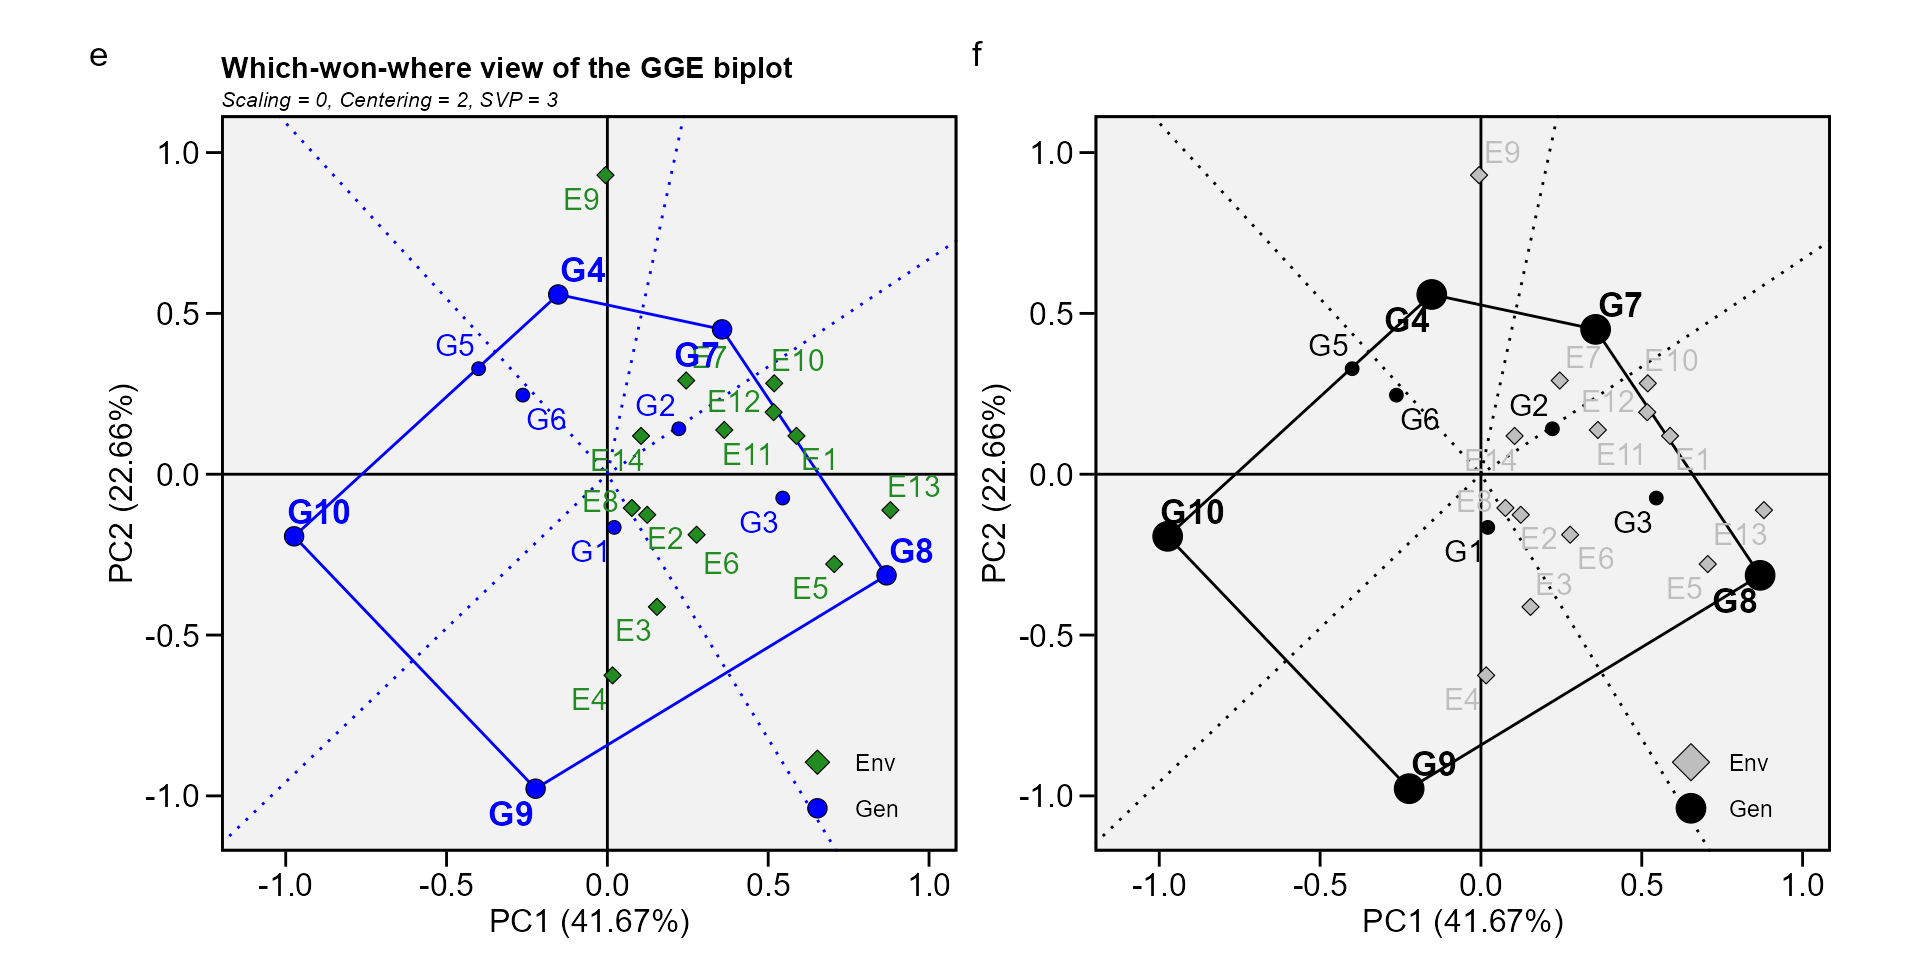 e
Which-won-where view of the GGE biplot
Scaling = 0, Centering = 2, SVP = 3
1.0
0.5
0.0
-0.5
-1.0
PC2 (22.66%)
E9
G4
G5
G7
E7
E10
G6
G2
E12
E14
E11
E1
E13
G10
E8
G1
E2
E6
G3
G8
E5
E3
E4
G9
Env
Gen
-1.0
-0.5
0.0
0.5
1.0
PC1 (41.67%)
f
1.0
0.5
0.0
-0.5
-1.0
PC2 (22.66%)
E9
G4
G7
G5
E7
E10
G6
G2
E12
E14
E11
E1
G10
E8
G1
E2
E6
G3
E13
E3
E5
G8
E4
G9
Env
Gen
-1.0
-0.5
0.0
0.5
1.0
PC1 (41.67%)